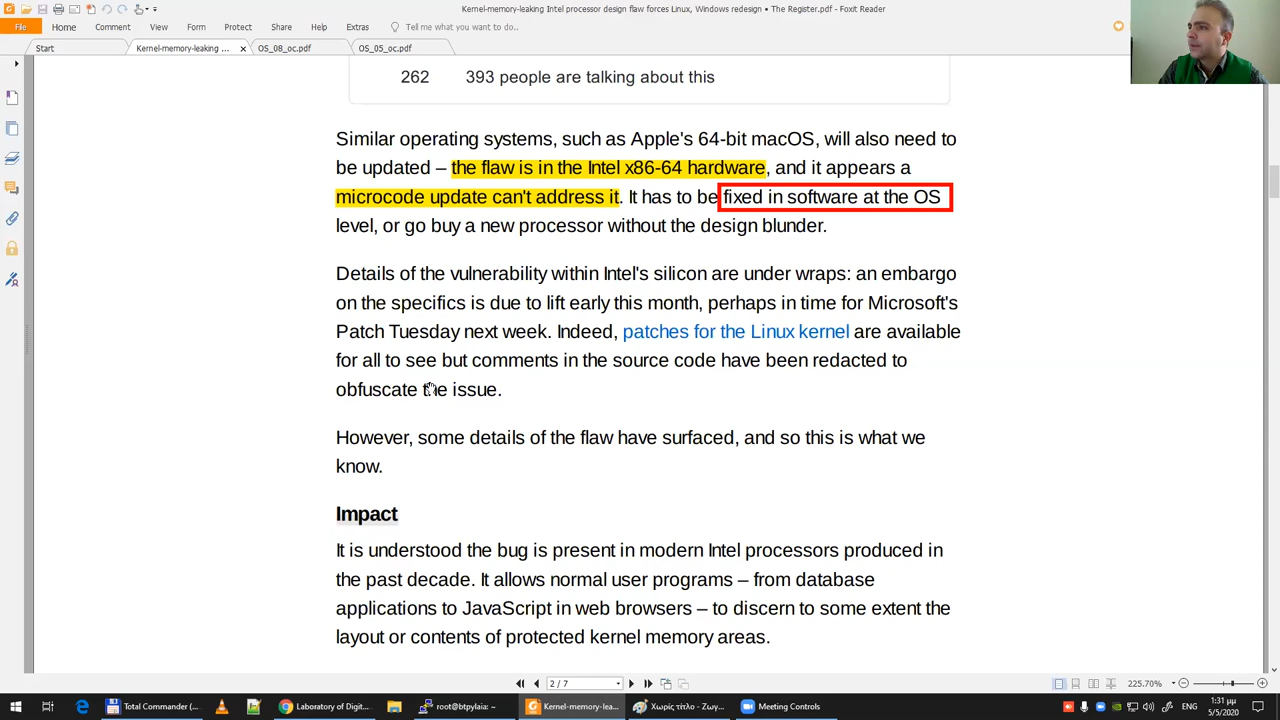 Kernel-memory-leaking Intel processor design flaw forces Linux, Windows redesign • The Register.pdf - Foxit Reader
File Home Comment View Form Protect Share Help Extras Tell me what you want to do..
Start Kernel-memory-leaking ... OS_08_oc.pdf OS_05_oc.pdf
262 393 people are talking about this
Similar operating systems, such as Apple's 64-bit macOS, will also need to
be updated – the flaw is in the Intel x86-64 hardware, and it appears a
microcode update can't address it. It has to be fixed in software at the OS
level, or go buy a new processor without the design blunder.
Details of the vulnerability within Intel's silicon are under wraps: an embargo
on the specifics is due to lift early this month, perhaps in time for Microsoft's
Patch Tuesday next week. Indeed, patches for the Linux kernel are available
for all to see but comments in the source code have been redacted to
obfuscate the issue.
However, some details of the flaw have surfaced, and so this is what we
know.
Impact
It is understood the bug is present in modern Intel processors produced in
the past decade. It allows normal user programs – from database
applications to JavaScript in web browsers – to discern to some extent the
layout or contents of protected kernel memory areas.
2 / 7 225.70%
Total Commander (... Laboratory of Digit... root@btpylaia: ~ Kernel-memory-lea... Χωρίς τίτλο - Ζωγ... Meeting Controls
1:31 μμ
5/5/2020